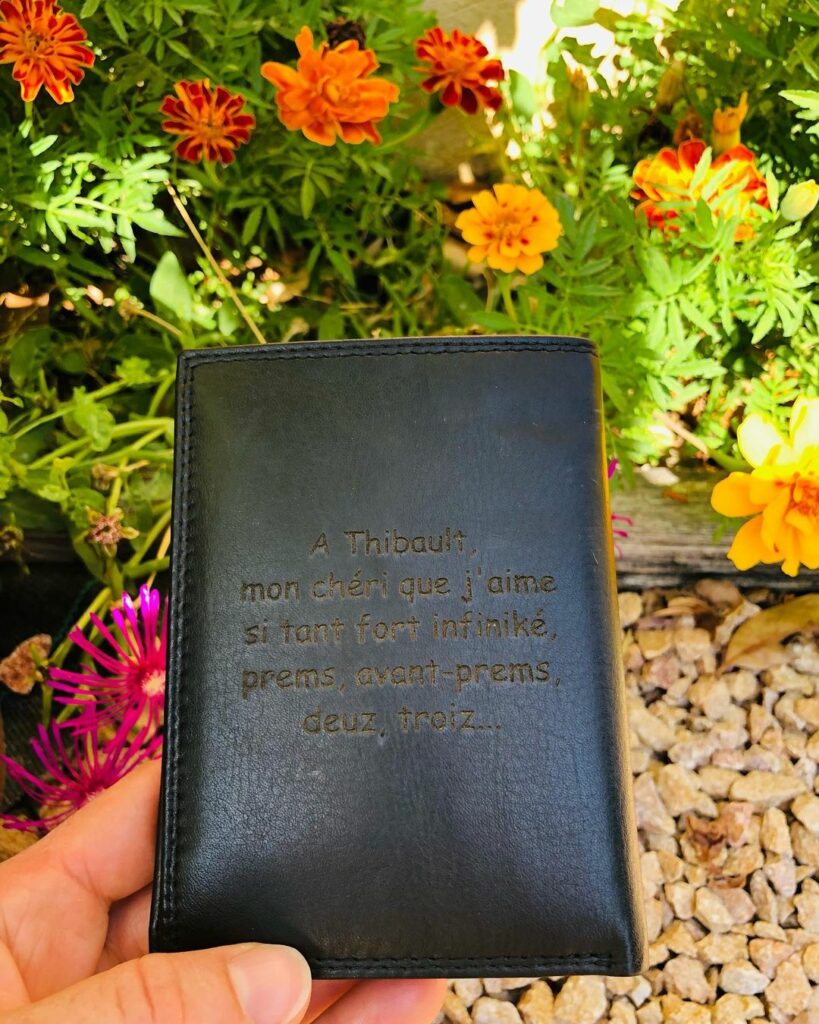 A Thibault,
mon chéri que j'aime
si tant fort infiniké,
prems, avant-prems,
deuz, troiz...